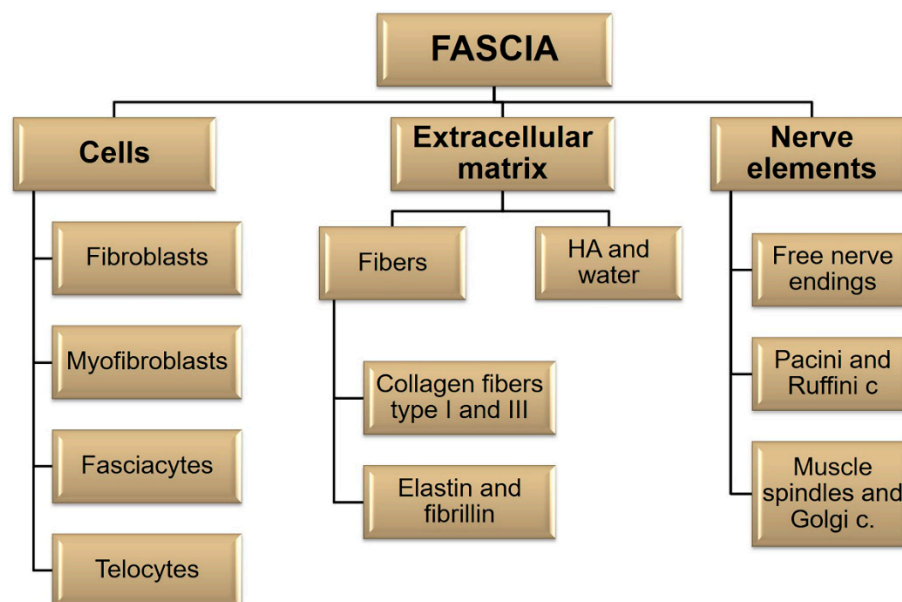 FASCIA
Cells
Fibroblasts
Myofibroblasts
Fasciacytes
Telocytes
Extracellular
matrix
Fibers
Collagen fibers
type I and III
Elastin and
fibrillin
HA and
water
Nerve
elements
Free nerve
endings
Pacini and
Ruffini c
Muscle
spindles and
Golgi c.